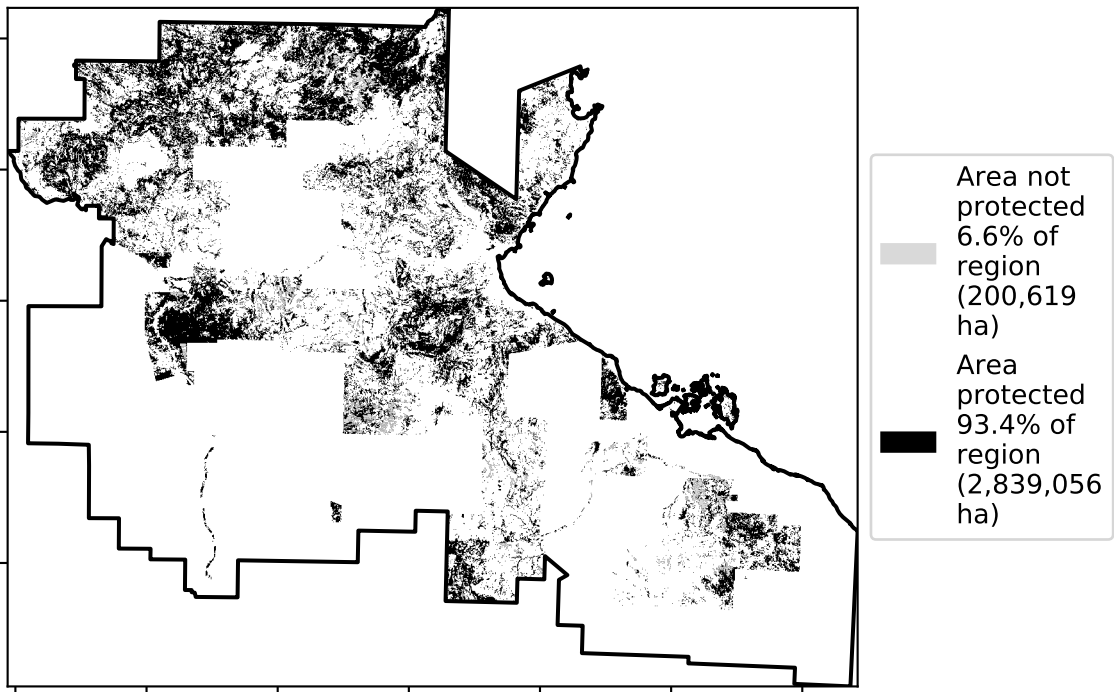 Area not
protected
6.6% of
region
(200,619
ha)
Area
protected
93.4% of
region
(2,839,056
ha)